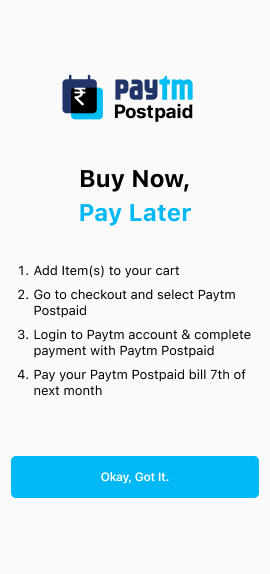 ₹ paytm
Postpaid
Buy Now,
Pay Later
1. Add Item(s) to your cart
2. Go to checkout and select Paytm
Postpaid
3. Login to Paytm account & complete
payment with Paytm Postpaid
4. Pay your Paytm Postpaid bill 7th of
next month
Okay, Got It.